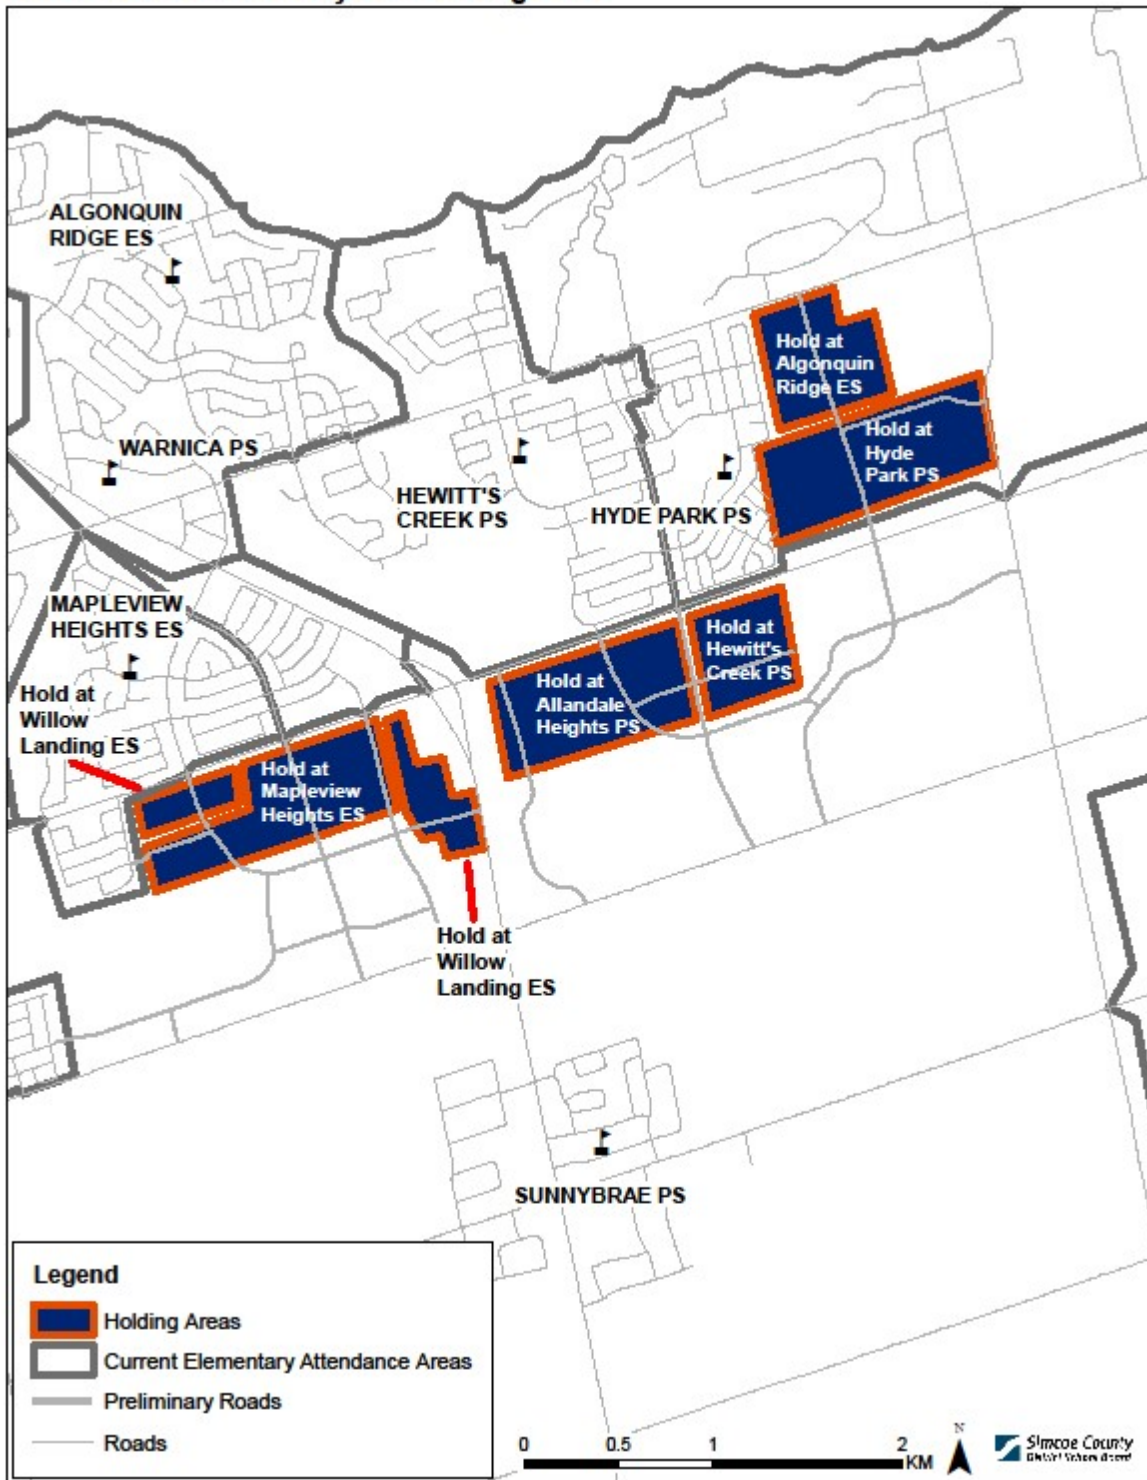 ALGONQUIN
RIDGE ES
Hold at
Algonquin
Ridge ES
Hold at
Hyde
Park PS
WARNICA PS
HEWITT'S
CREEK PS
HYDE PARK PS
MAPLEVIEW
HEIGHTS ES
Hold at
Hewitt's
Creek PS
Hold at
Allandale
Heights PS
Hold at
Willow
Landing ES
Hold at
Mapleview
Heights ES
Hold at
Willow
Landing ES
SUNNYBRAE PS
Legend
Holding Areas
Current Elementary Attendance Areas
Preliminary Roads
Roads
0 0.5 1 2
KM
N
Simcoe County
District School Board